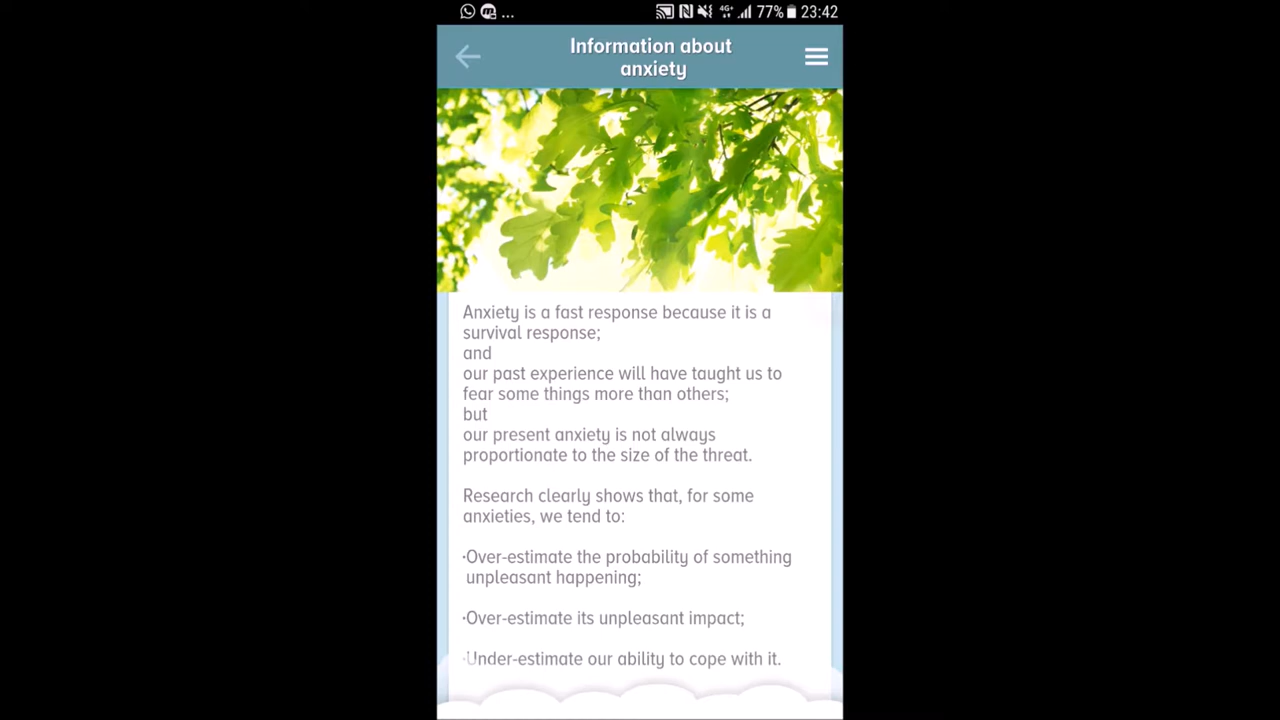 ... 4G+ 77% 23:42
Information about
anxiety
Anxiety is a fast response because it is a
survival response;
and
our past experience will have taught us to
fear some things more than others;
but
our present anxiety is not always
proportionate to the size of the threat.
Research clearly shows that, for some
anxieties, we tend to:
·Over-estimate the probability of something
unpleasant happening;
·Over-estimate its unpleasant impact;
·Under-estimate our ability to cope with it.